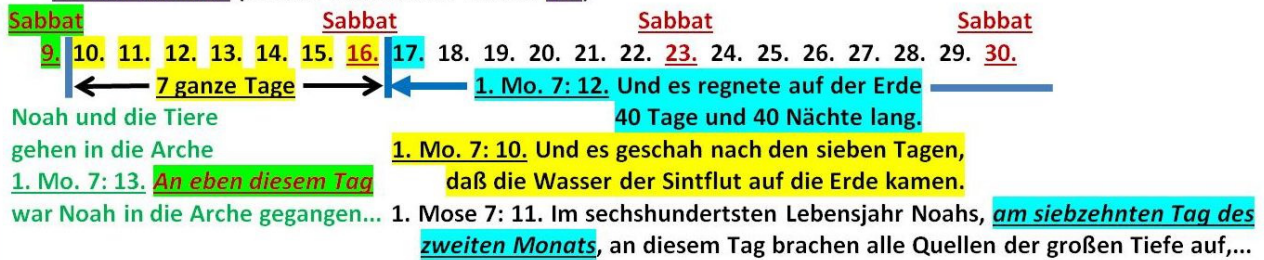 Sabbat Sabbat Sabbat Sabbat
9. 10. 11. 12. 13. 14. 15. 16. 17. 18. 19. 20. 21. 22. 23. 24. 25. 26. 27. 28. 29. 30.
7 ganze Tage 1. Mo. 7: 12. Und es regnete auf der Erde
Noah und die Tiere 40 Tage und 40 Nächte lang.
gehen in die Arche 1. Mo. 7: 10. Und es geschah nach den sieben Tagen,
1. Mo. 7: 13. An eben diesem Tag daß die Wasser der Sintflut auf die Erde kamen.
war Noah in die Arche gegangen... 1. Mose 7: 11. Im sechshundertsten Lebensjahr Noahs, am siebzehnten Tag des
zweiten Monats, an diesem Tag brachen alle Quellen der großen Tiefe auf,...